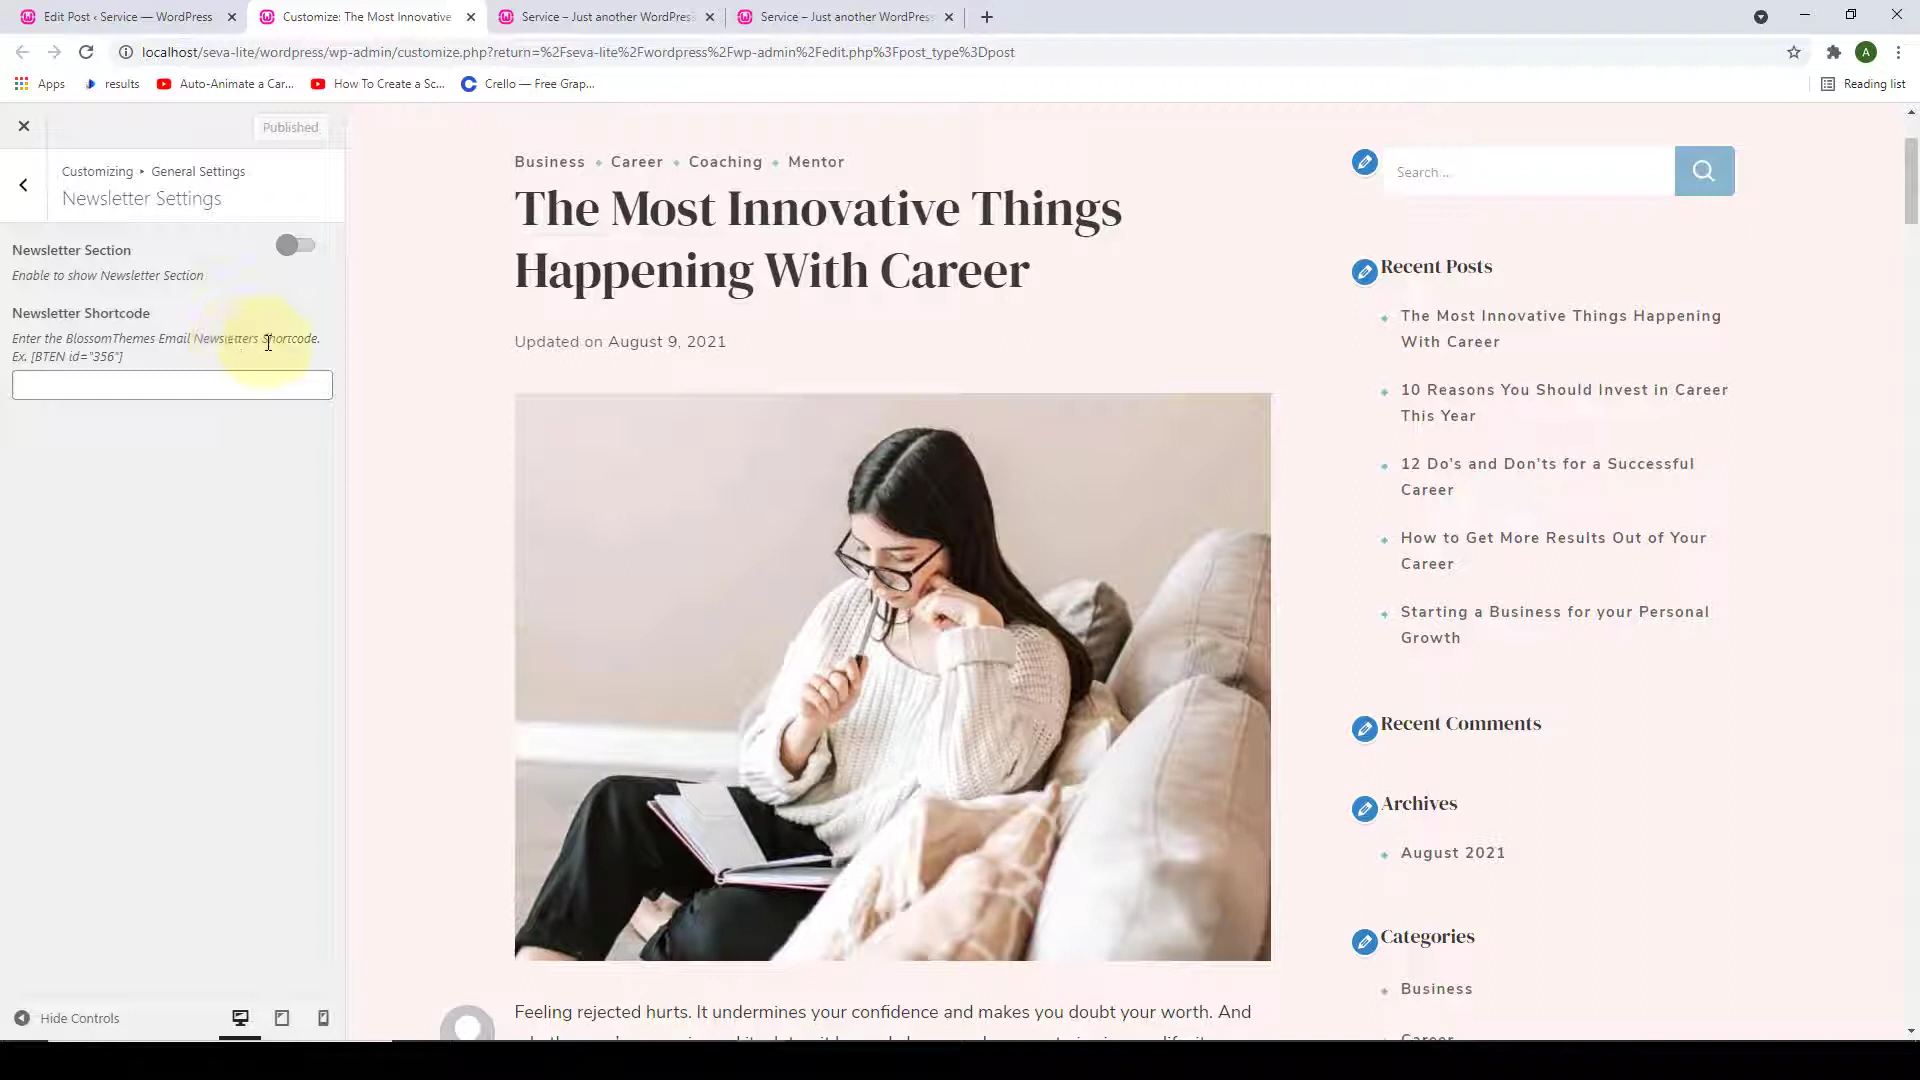 Edit Post ‹ Service — WordPress
Customize: The Most Innovative
Service – Just another WordPres
Service – Just another WordPress
localhost/seva-lite/wordpress/wp-admin/customize.php?return=%2Fseva-lite%2Fwordpress%2Fwp-admin%2Fedit.php%3Fpost_type%3Dpost
A
Apps
results
Auto-Animate a Car...
How To Create a Sc...
Crello — Free Grap...
Reading list
Published
Customizing ▸ General Settings
Newsletter Settings
Newsletter Section
Enable to show Newsletter Section
Newsletter Shortcode
Enter the BlossomThemes Email Newsletters Shortcode.
Ex. [BTEN id="356"]
Hide Controls
Business Career Coaching Mentor
The Most Innovative Things
Happening With Career
Updated on August 9, 2021
Feeling rejected hurts. It undermines your confidence and makes you doubt your worth. And
Search ...
Recent Posts
The Most Innovative Things Happening
With Career
10 Reasons You Should Invest in Career
This Year
12 Do's and Don'ts for a Successful
Career
How to Get More Results Out of Your
Career
Starting a Business for your Personal
Growth
Recent Comments
Archives
August 2021
Categories
Business
Career